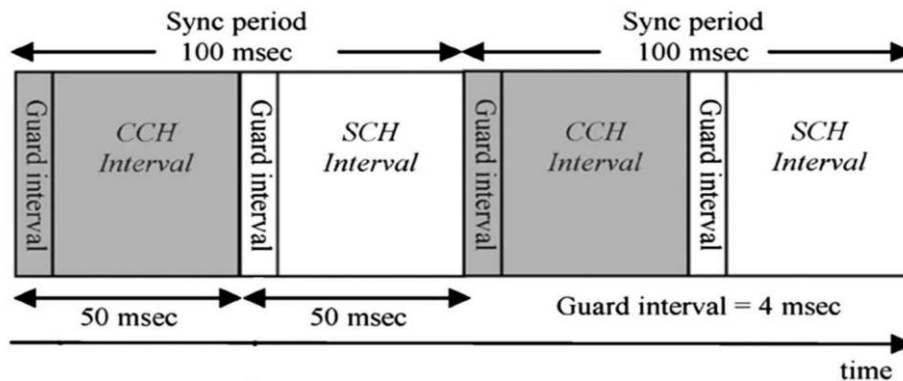 Sync period
100 msec
Sync period
100 msec
Guard interval
CCH
Interval
Guard interval
SCH
Interval
Guard interval
CCH
Interval
Guard interval
SCH
Interval
50 msec
50 msec
Guard interval = 4 msec
time